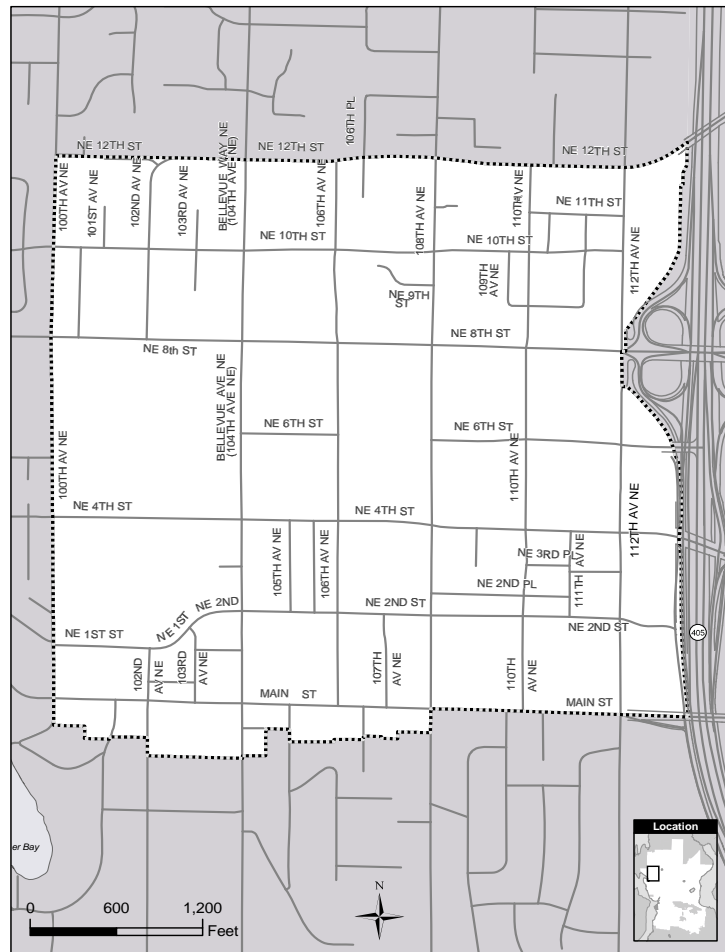 106TH PL
NE 12TH ST
NE 12TH ST
NE 12TH ST
100TH AV NE
101ST AV NE
102ND AV NE
103RD AV NE
BELLEVUE WAY NE
(104TH AVE NE)
106TH AV NE
108TH AV NE
110TH AV NE
NE 11TH ST
112TH AV NE
NE 10TH ST
NE 10TH ST
109TH
AV NE
NE 9TH
ST
NE 8th ST
NE 8TH ST
BELLEVUE AVE NE
(104TH AVE NE)
NE 6TH ST
NE 6TH ST
100TH AV NE
110TH AV NE
112TH AV NE
NE 4TH ST
NE 4TH ST
105TH AV NE
106TH AV NE
NE 3RD PL
111TH
AV NE
NE 2ND PL
NE 1ST ST
NE 1ST
NE 2ND
NE 2ND ST
NE 2ND ST
405
102ND
AV NE
103RD
AV NE
107TH
AV NE
110TH
AV NE
MAIN ST
MAIN ST
er Bay
Location
N
0 600 1,200
Feet